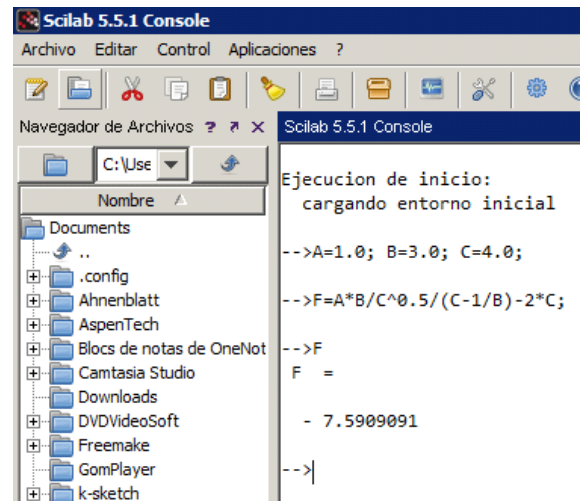 Scilab 5.5.1 Console
Archivo Editar Control Aplicaciones ?
Navegador de Archivos ? ↗ ×
C:\Use
Nombre
Documents
..
.config
Ahnenblatt
AspenTech
Blocs de notas de OneNot
Camtasia Studio
Downloads
DVDVideoSoft
Freemake
GomPlayer
k-sketch
Scilab 5.5.1 Console
Ejecucion de inicio:
cargando entorno inicial
-->A=1.0; B=3.0; C=4.0;
-->F=A*B/C^0.5/(C-1/B)-2*C;
-->F
F =
- 7.5909091
-->